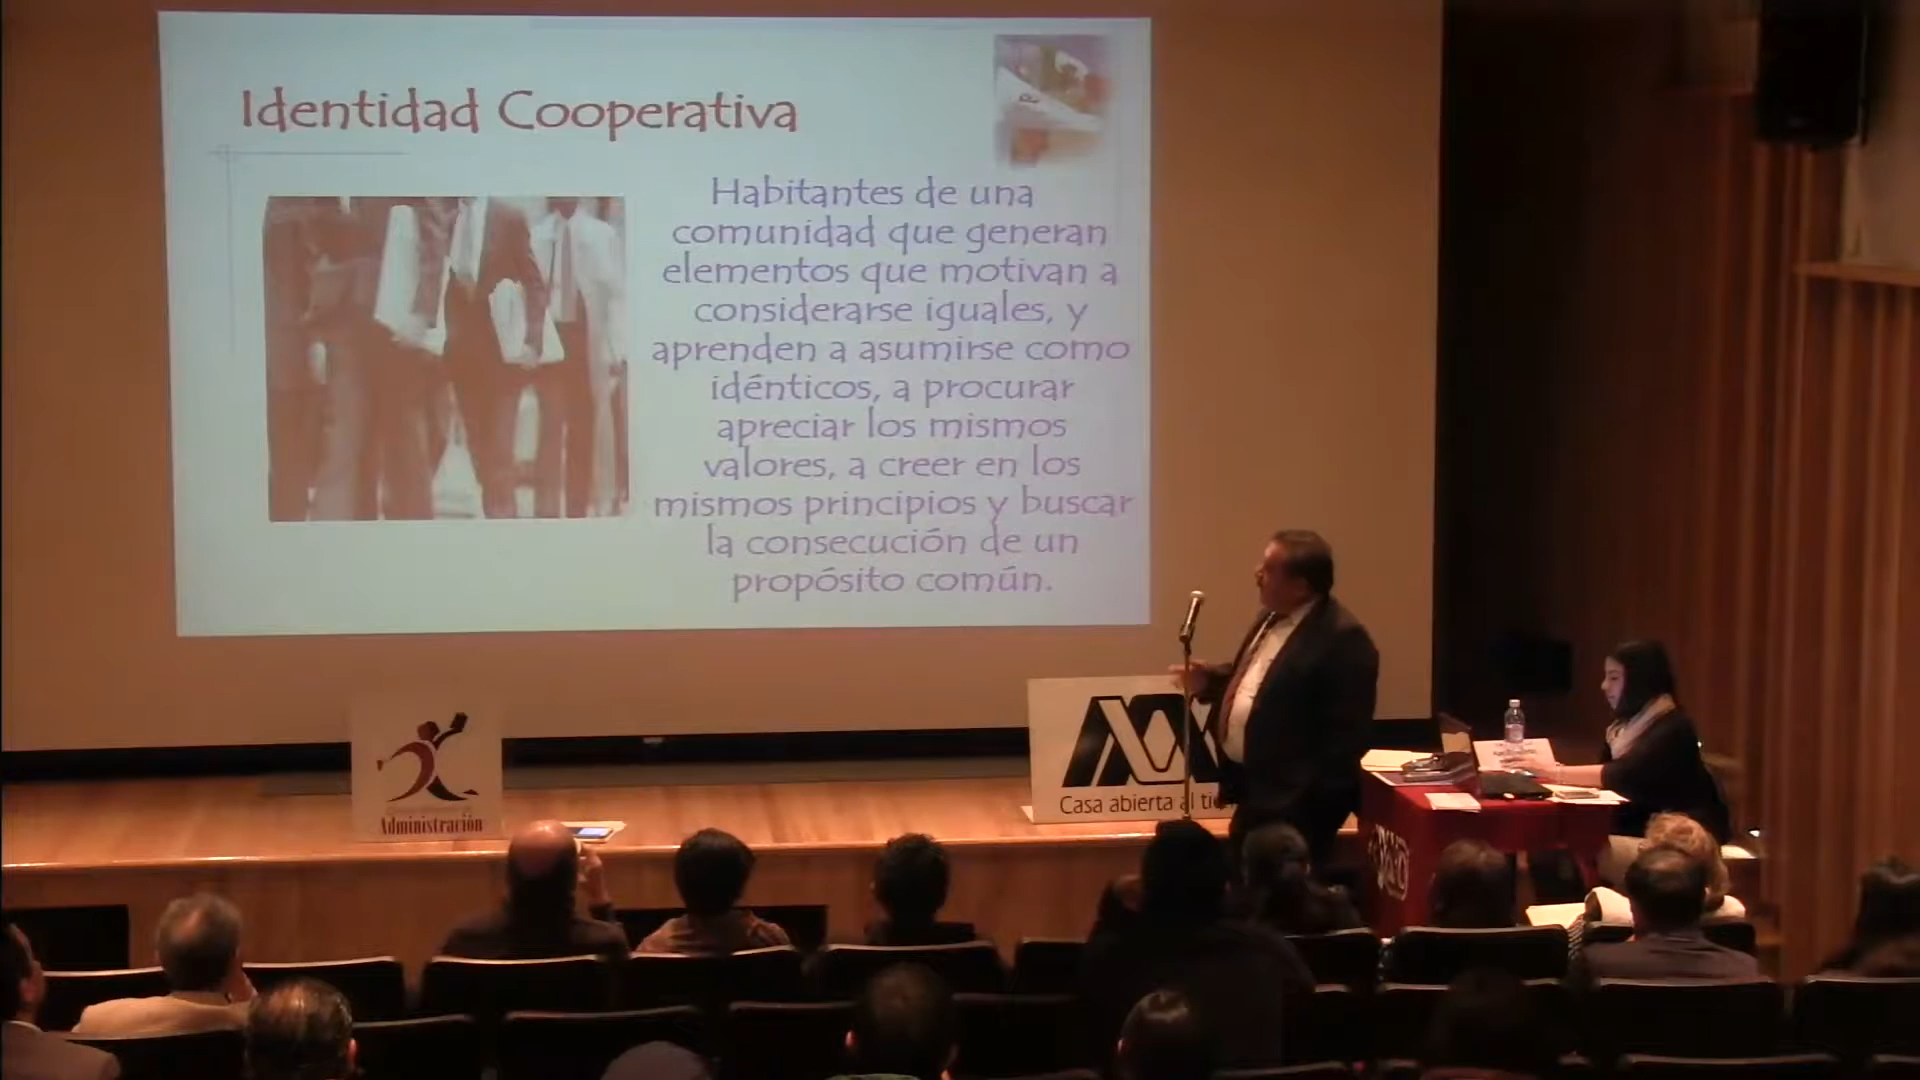 Identidad Cooperativa
Habitantes de una
comunidad que generan
elementos que motivan a
considerarse iguales, y
aprenden a asumirse como
idénticos, a procurar
apreciar los mismos
valores, a creer en los
mismos principios y buscar
la consecución de un
propósito común.
Administración
Casa abierta al